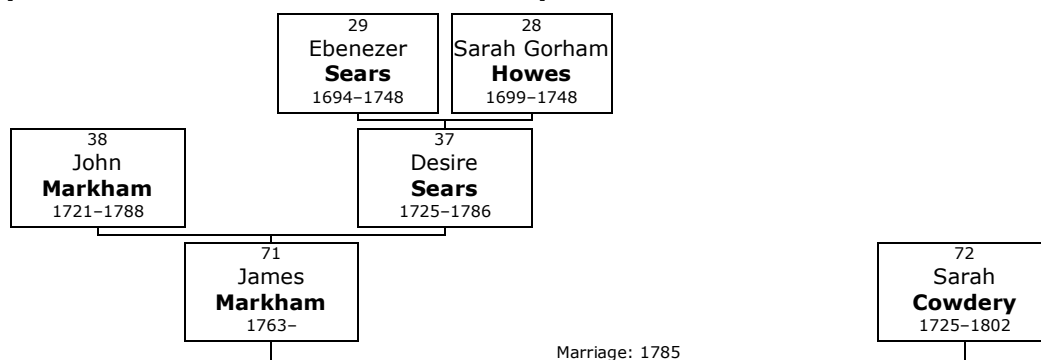 29
Ebenezer
Sears
1694–1748
28
Sarah Gorham
Howes
1699–1748
38
John
Markham
1721–1788
37
Desire
Sears
1725–1786
71
James
Markham
1763–
72
Sarah
Cowdery
1725–1802
Marriage: 1785